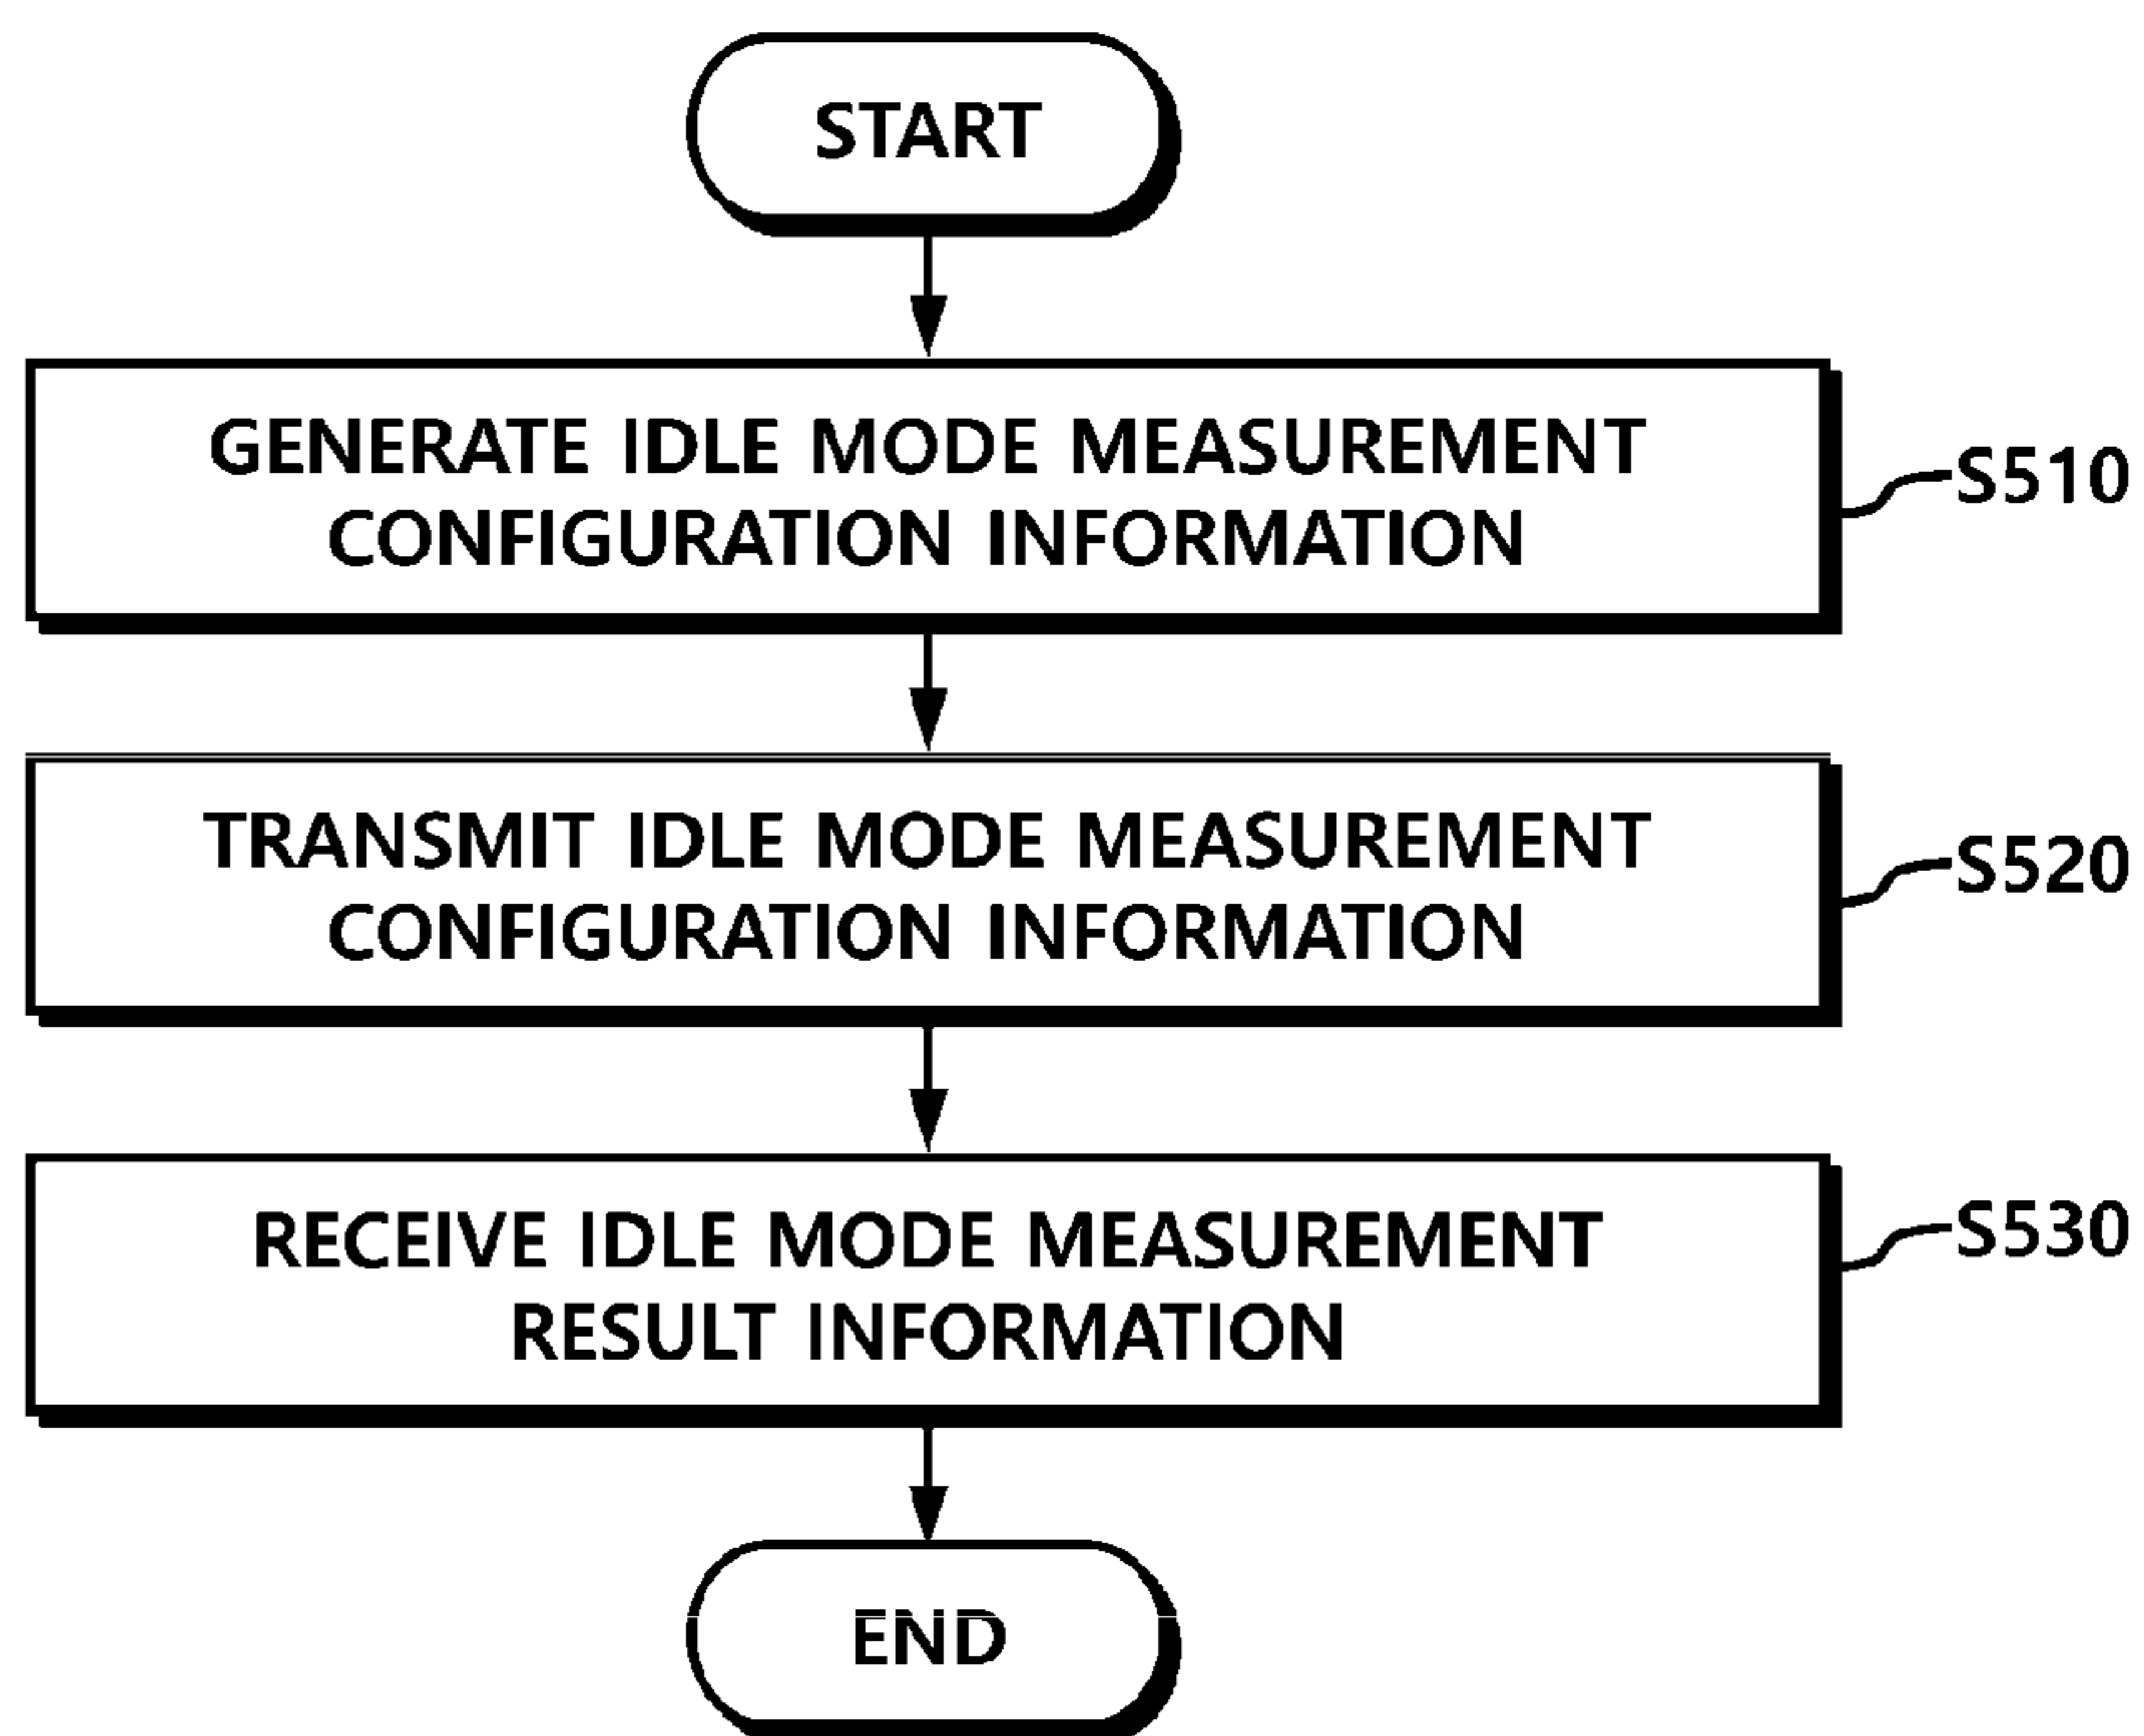 START
GENERATE IDLE MODE MEASUREMENT
CONFIGURATION INFORMATION
S510
TRANSMIT IDLE MODE MEASUREMENT
CONFIGURATION INFORMATION
S520
RECEIVE IDLE MODE MEASUREMENT
RESULT INFORMATION
S530
END